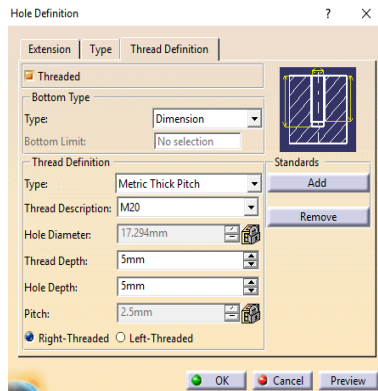 Hole Definition ? X
Extension Type Thread Definition
Threaded
Bottom Type
Type: Dimension
Bottom Limit: No selection
Thread Definition
Type: Metric Thick Pitch
Thread Description: M20
Hole Diameter: 17.294mm
Thread Depth: 5mm
Hole Depth: 5mm
Pitch: 2.5mm
Right-Threaded Left-Threaded
Standards
Add
Remove
OK Cancel Preview